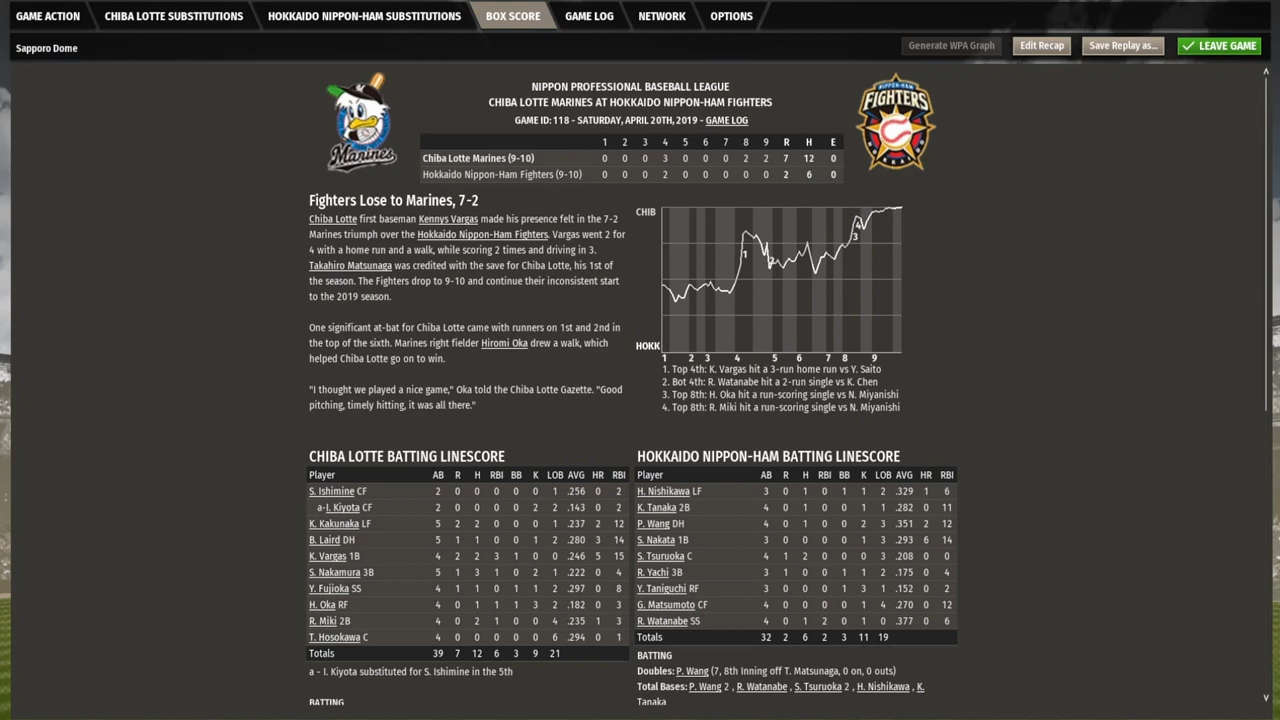 GAME ACTION CHIBA LOTTE SUBSTITUTIONS HOKKAIDO NIPPON-HAM SUBSTITUTIONS BOX SCORE GAME LOG NETWORK OPTIONS
Sapporo Dome Generate WPA Graph Edit Recap Save Replay as... LEAVE GAME
Marines
NIPPON-HAM
FIGHTERS
NIPPON PROFESSIONAL BASEBALL LEAGUE
CHIBA LOTTE MARINES AT HOKKAIDO NIPPON-HAM FIGHTERS
GAME ID: 118 - SATURDAY, APRIL 20TH, 2019 - GAME LOG
1 2 3 4 5 6 7 8 9 R H E
Chiba Lotte Marines (9-10) 0 0 0 3 0 0 0 2 2 7 12 0
Hokkaido Nippon-Ham Fighters (9-10) 0 0 0 2 0 0 0 0 0 2 6 0
Fighters Lose to Marines, 7-2
Chiba Lotte first baseman Kennys Vargas made his presence felt in the 7-2
Marines triumph over the Hokkaido Nippon-Ham Fighters. Vargas went 2 for
4 with a home run and a walk, while scoring 2 times and driving in 3.
Takahiro Matsunaga was credited with the save for Chiba Lotte, his 1st of
the season. The Fighters drop to 9-10 and continue their inconsistent start
to the 2019 season.
One significant at-bat for Chiba Lotte came with runners on 1st and 2nd in
the top of the sixth. Marines right fielder Hiromi Oka drew a walk, which
helped Chiba Lotte go on to win.
"I thought we played a nice game," Oka told the Chiba Lotte Gazette. "Good
pitching, timely hitting, it was all there."
CHIB
1 2 3 4
HOKK
1 2 3 4 5 6 7 8 9
1. Top 4th: K. Vargas hit a 3-run home run vs Y. Saito
2. Bot 4th: R. Watanabe hit a 2-run single vs K. Chen
3. Top 8th: H. Oka hit a run-scoring single vs N. Miyanishi
4. Top 8th: R. Miki hit a run-scoring single vs N. Miyanishi
CHIBA LOTTE BATTING LINESCORE
Player AB R H RBI BB K LOB AVG HR RBI
S. Ishimine CF 2 0 0 0 0 0 1 .256 0 2
a-I. Kiyota CF 2 0 0 0 0 2 2 .143 0 2
K. Kakunaka LF 5 2 2 0 0 0 1 .237 2 12
B. Laird DH 5 1 1 0 0 1 2 .280 3 14
K. Vargas 1B 4 2 2 3 1 0 0 .246 5 15
S. Nakamura 3B 5 1 3 1 0 2 1 .222 0 4
Y. Fujioka SS 4 1 1 0 1 1 2 .297 0 8
H. Oka RF 4 0 1 1 1 3 2 .182 0 3
R. Miki 2B 4 0 2 1 0 0 4 .235 1 3
T. Hosokawa C 4 0 0 0 0 0 6 .294 0 1
Totals 39 7 12 6 3 9 21
a - I. Kiyota substituted for S. Ishimine in the 5th
BATTING
HOKKAIDO NIPPON-HAM BATTING LINESCORE
Player AB R H RBI BB K LOB AVG HR RBI
H. Nishikawa LF 3 0 1 0 1 1 2 .329 1 6
K. Tanaka 2B 4 0 1 0 0 1 1 .282 0 11
P. Wang DH 4 0 1 0 0 2 3 .351 2 12
S. Nakata 1B 3 0 0 0 1 1 3 .293 6 14
S. Tsuruoka C 4 1 2 0 0 0 3 .208 0 0
R. Yachi 3B 3 1 0 0 1 1 2 .175 0 4
Y. Taniguchi RF 3 0 0 0 1 3 1 .152 0 2
G. Matsumoto CF 4 0 0 0 0 1 4 .270 0 12
R. Watanabe SS 4 0 1 2 0 1 0 .377 0 6
Totals 32 2 6 2 3 11 19
BATTING
Doubles: P. Wang (7, 8th Inning off T. Matsunaga, 0 on, 0 outs)
Total Bases: P. Wang 2 , R. Watanabe , S. Tsuruoka 2 , H. Nishikawa , K.
Tanaka